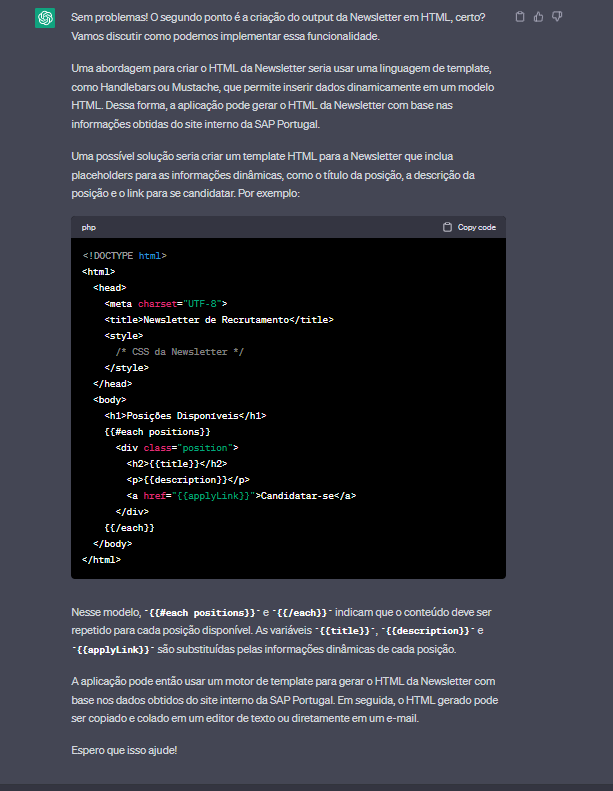 Sem problemas! O segundo ponto é a criação do output da Newsletter em HTML, certo?
Vamos discutir como podemos implementar essa funcionalidade.
Uma abordagem para criar o HTML da Newsletter seria usar uma linguagem de template,
como Handlebars ou Mustache, que permite inserir dados dinamicamente em um modelo
HTML. Dessa forma, a aplicação pode gerar o HTML da Newsletter com base nas
informações obtidas do site interno da SAP Portugal.
Uma possível solução seria criar um template HTML para a Newsletter que inclua
placeholders para as informações dinâmicas, como o título da posição, a descrição da
posição e o link para se candidatar. Por exemplo:
php
Copy code
<!DOCTYPE html>
<html>
<head>
<meta charset="UTF-8">
<title>Newsletter de Recrutamento</title>
<style>
/* CSS da Newsletter */
</style>
</head>
<body>
<h1>Posições Disponíveis</h1>
{{#each positions}}
<div class="position">
<h2>{{title}}</h2>
<p>{{description}}</p>
<a href="{{applyLink}}">Candidatar-se</a>
</div>
{{/each}}
</body>
</html>
Nesse modelo, `{{#each positions}}` e `{{/each}}` indicam que o conteúdo deve ser
repetido para cada posição disponível. As variáveis `{{title}}`, `{{description}}` e
`{{applyLink}}` são substituídas pelas informações dinâmicas de cada posição.
A aplicação pode então usar um motor de template para gerar o HTML da Newsletter com
base nos dados obtidos do site interno da SAP Portugal. Em seguida, o HTML gerado pode
ser copiado e colado em um editor de texto ou diretamente em um e-mail.
Espero que isso ajude!